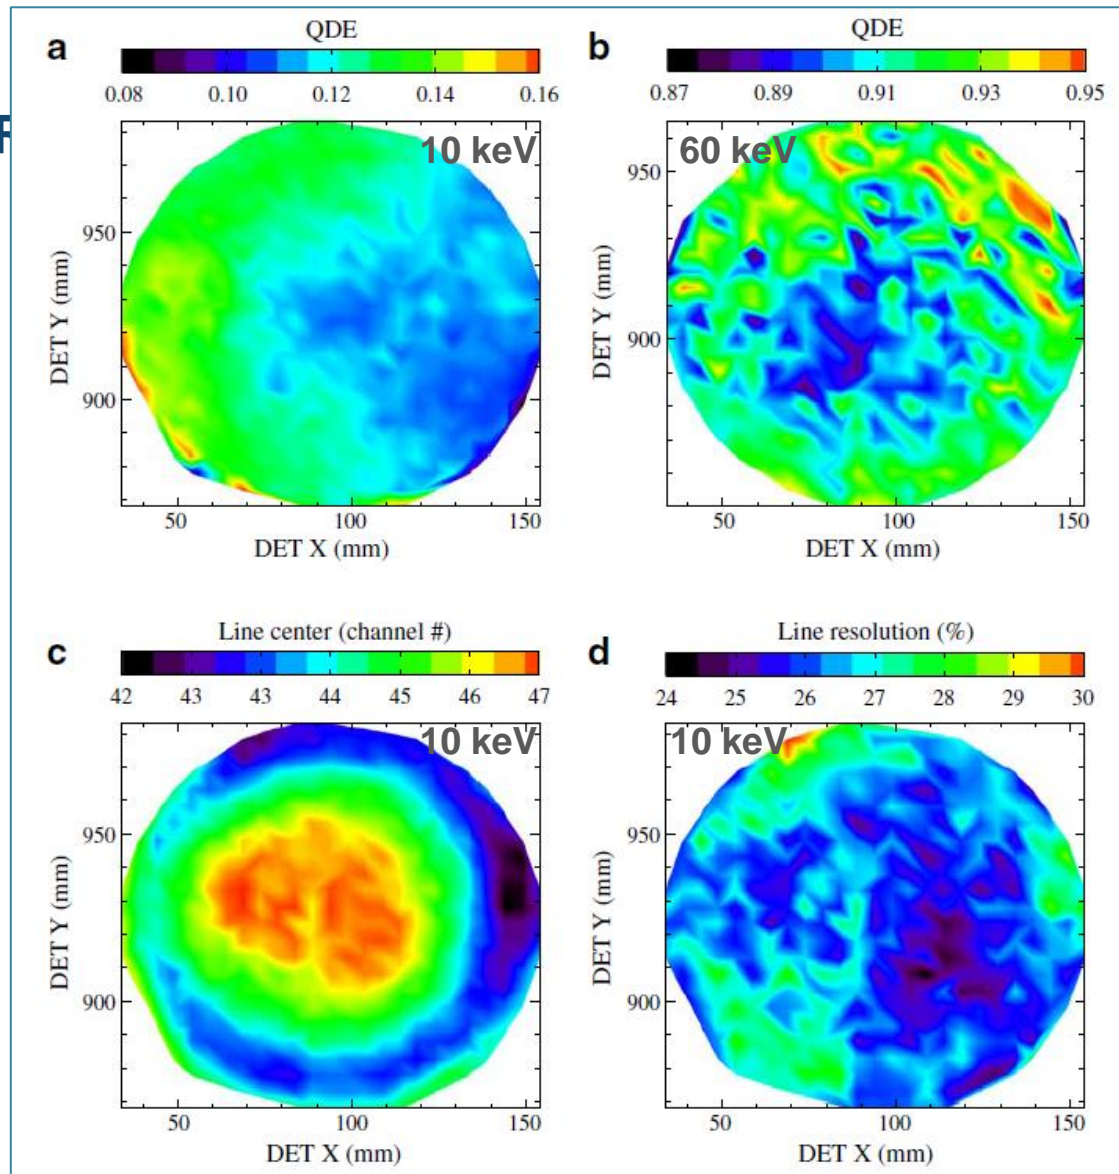 F
a
QDE
0.08 0.10 0.12 0.14 0.16
10 keV
950
900
DET Y (mm)
50 100 150
DET X (mm)
b
QDE
0.87 0.89 0.91 0.93 0.95
60 keV
950
900
DET Y (mm)
50 100 150
DET X (mm)
c
Line center (channel #)
42 43 43 44 45 46 47
10 keV
950
900
DET Y (mm)
50 100 150
DET X (mm)
d
Line resolution (%)
24 25 26 27 28 29 30
10 keV
950
900
DET Y (mm)
50 100 150
DET X (mm)